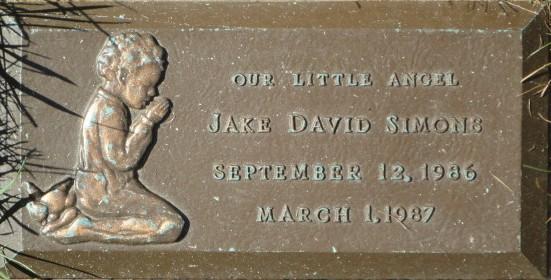 OUR LITTLE ANGEL
JAKE DAVID SIMONS
SEPTEMBER 12, 1986
MARCH 1, 1987